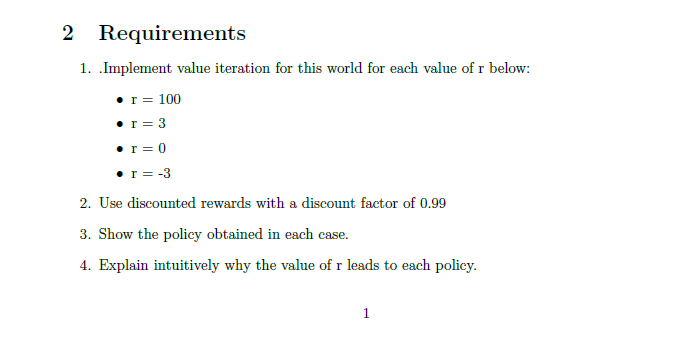 2 Requirements
1. .Implement value iteration for this world for each value of r below:
• r = 100
• r = 3
• r = 0
• r = -3
2. Use discounted rewards with a discount factor of 0.99
3. Show the policy obtained in each case.
4. Explain intuitively why the value of r leads to each policy.
1